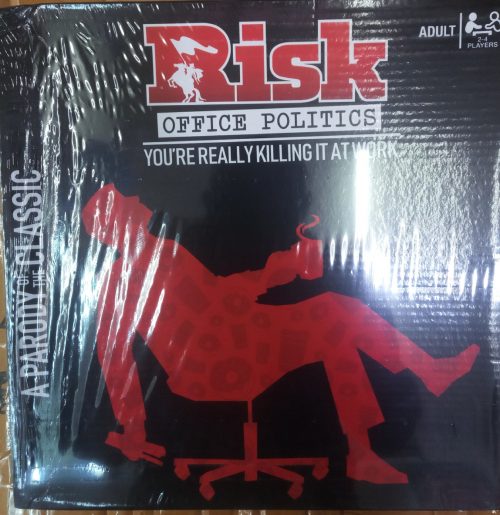 RISK
ADULT
2-4
PLAYERS
OFFICE POLITICS
YOU'RE REALLY KILLING IT AT WORK
A PARODY OF THE CLASSIC